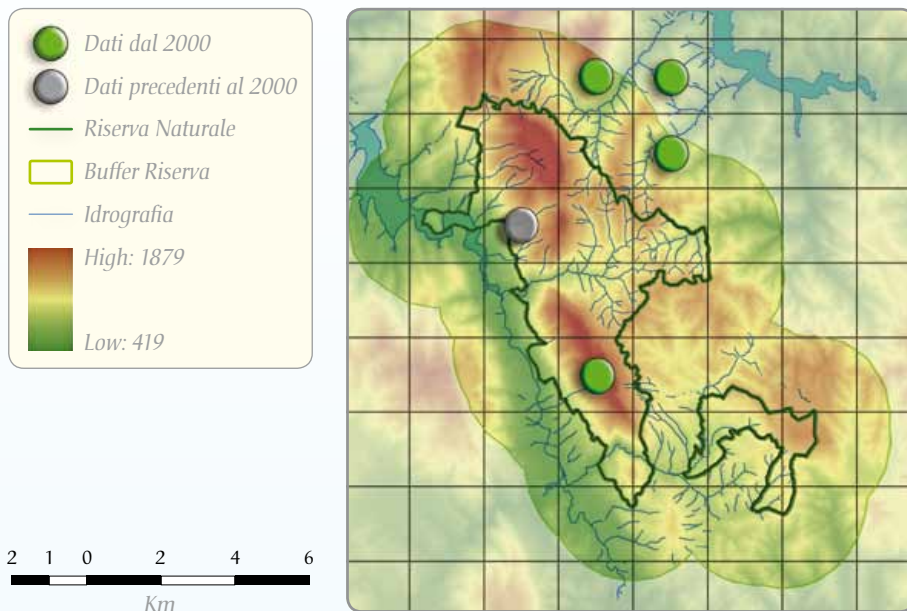 Dati dal 2000
Dati precedenti al 2000
Riserva Naturale
Buffer Riserva
Idrografia
High: 1879
Low: 419
2 1 0 2 4 6
Km